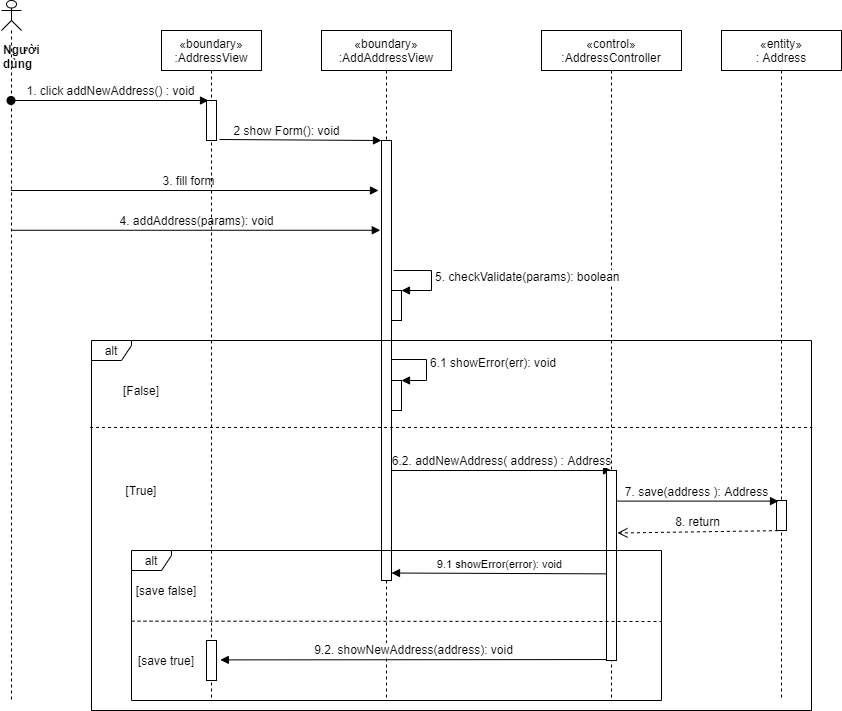 Người
dùng
«boundary»
:AddressView
«boundary»
:AddAddressView
«control»
:AddressController
«entity»
: Address
1. click addNewAddress() : void
2 show Form(): void
3. fill form
4. addAddress(params): void
5. checkValidate(params): boolean
alt
6.1 showError(err): void
[False]
6.2. addNewAddress( address) : Address
[True]
7. save(address ): Address
8. return
alt
9.1 showError(error): void
[save false]
9.2. showNewAddress(address): void
[save true]